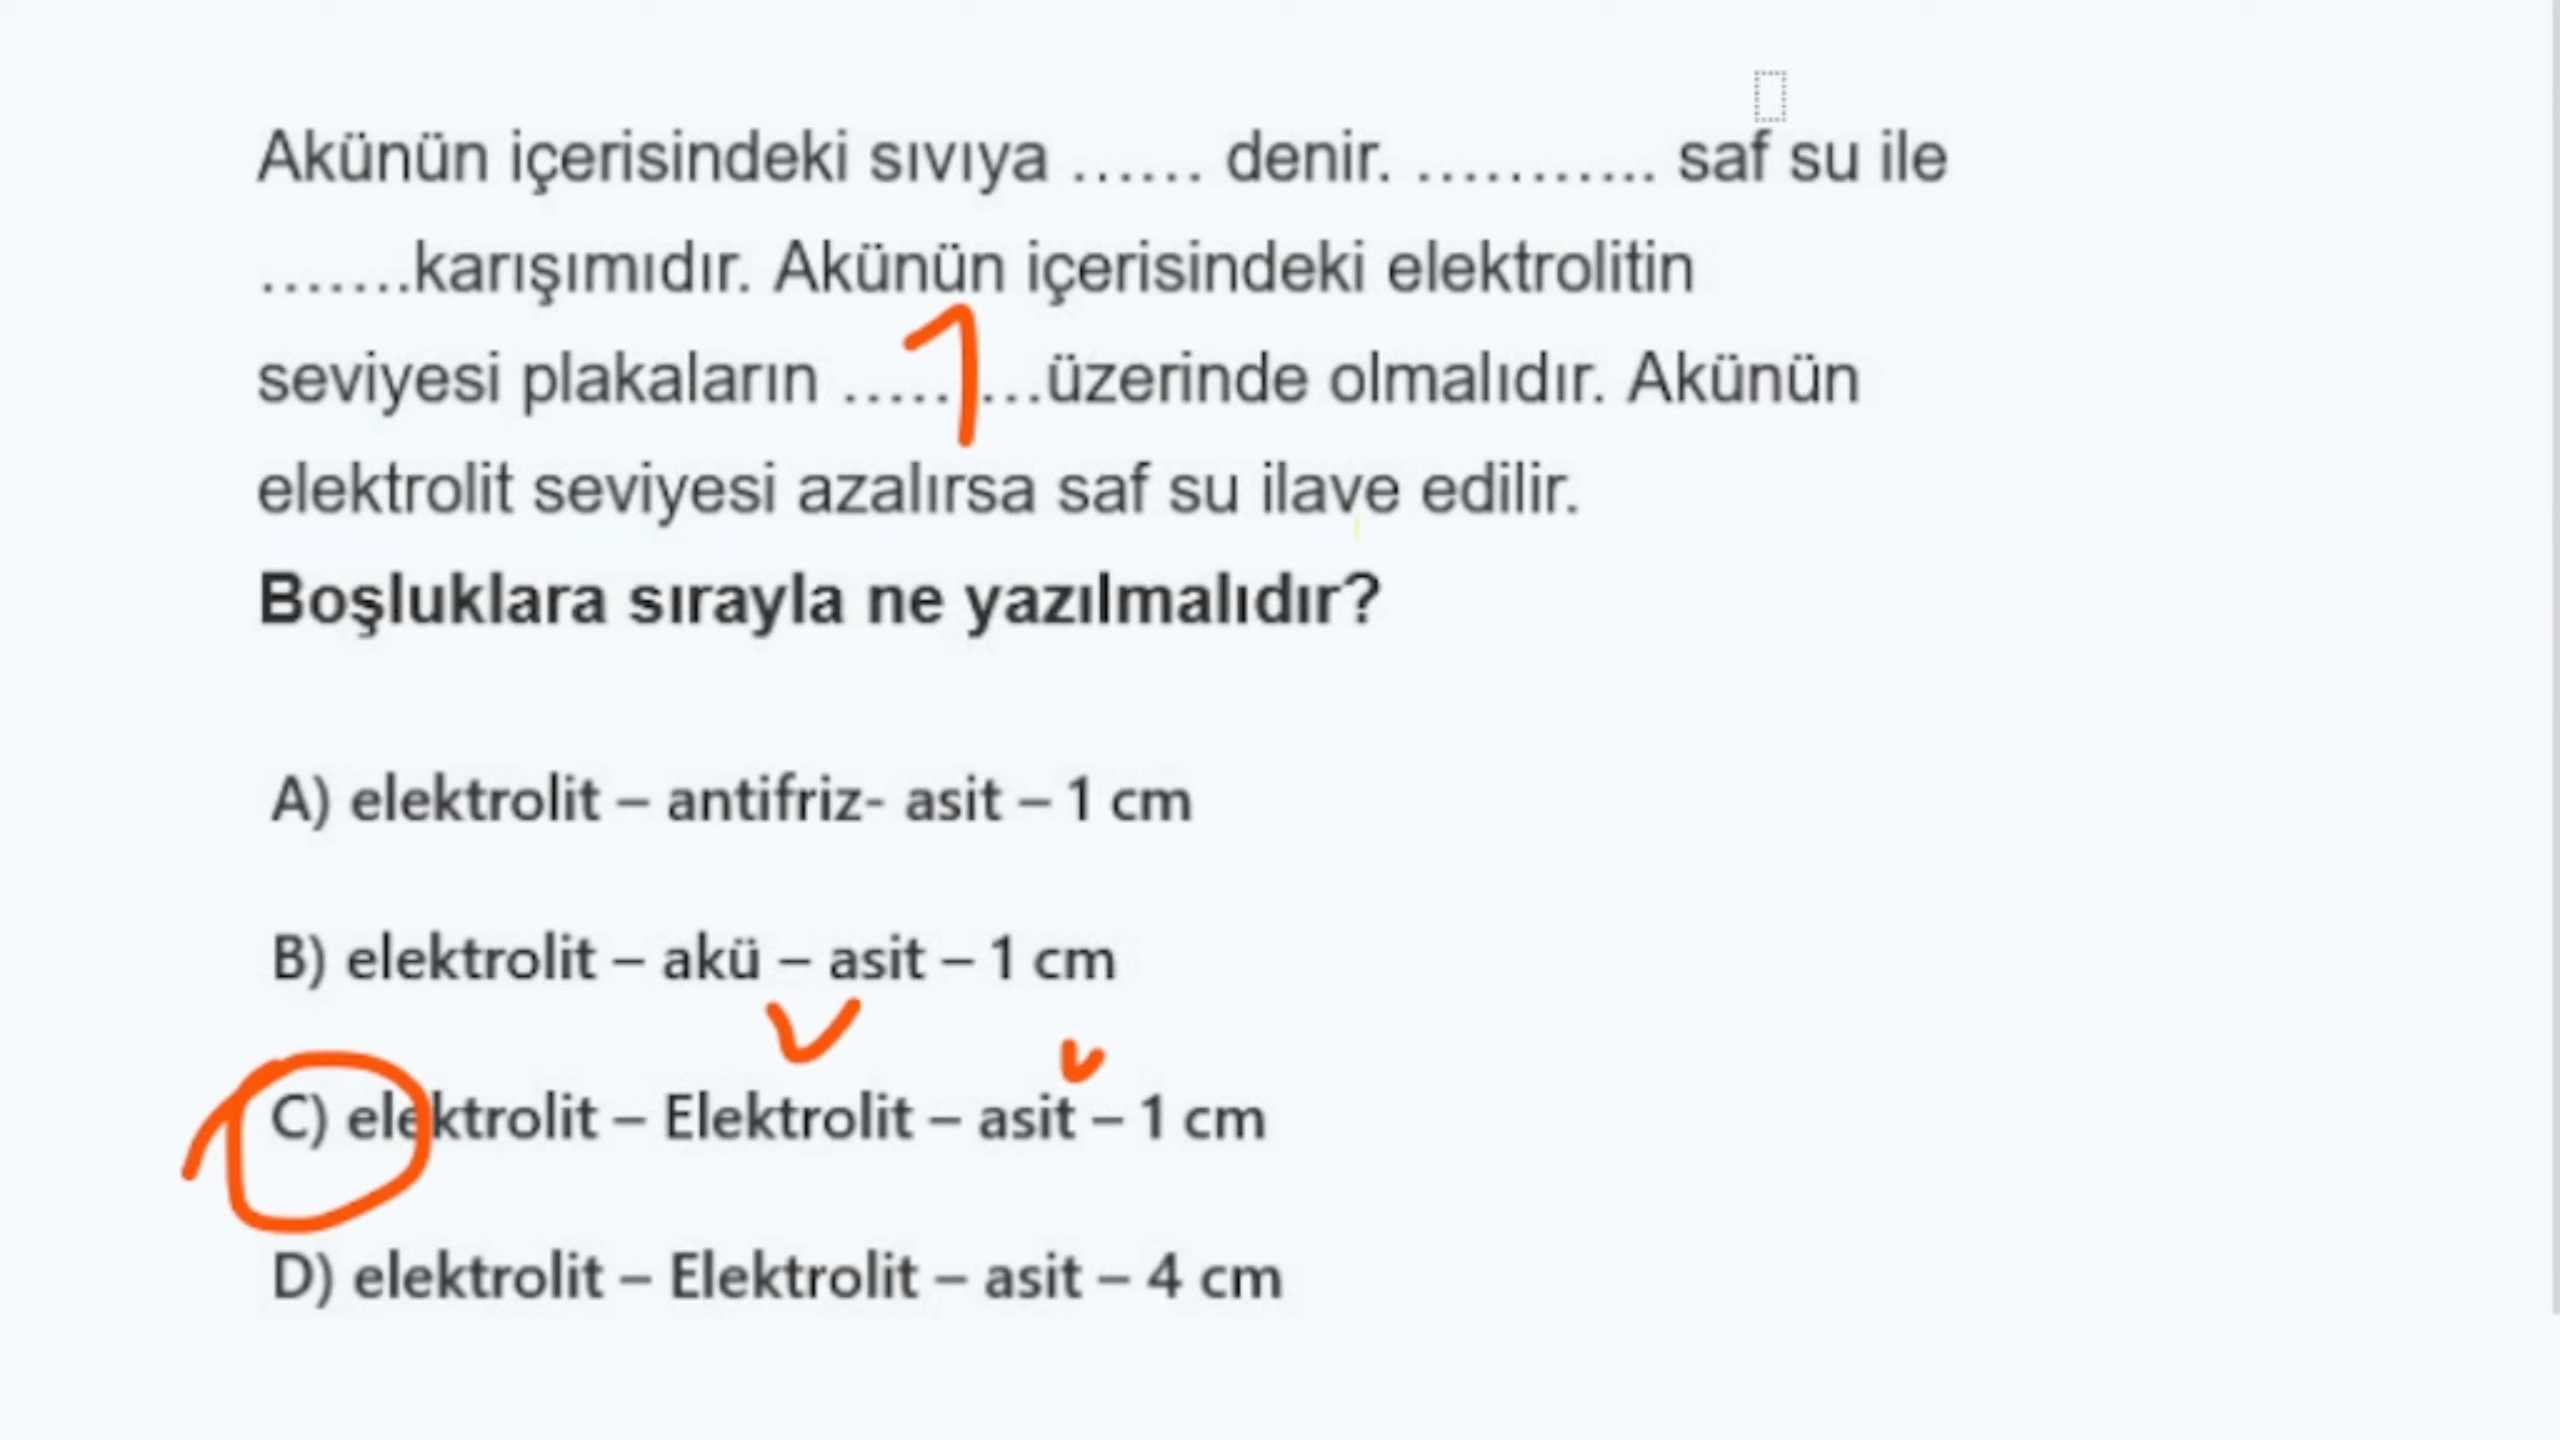 Akünün içerisindeki sıvıya ...... denir. ........... saf su ile
.......karışımıdır. Akünün içerisindeki elektrolitin
seviyesi plakaların .....1...üzerinde olmalıdır. Akünün
elektrolit seviyesi azalırsa saf su ilave edilir.
Boşluklara sırayla ne yazılmalıdır?
A) elektrolit – antifriz- asit – 1 cm
B) elektrolit – akü – asit – 1 cm
C) elektrolit – Elektrolit – asit – 1 cm
D) elektrolit – Elektrolit – asit – 4 cm